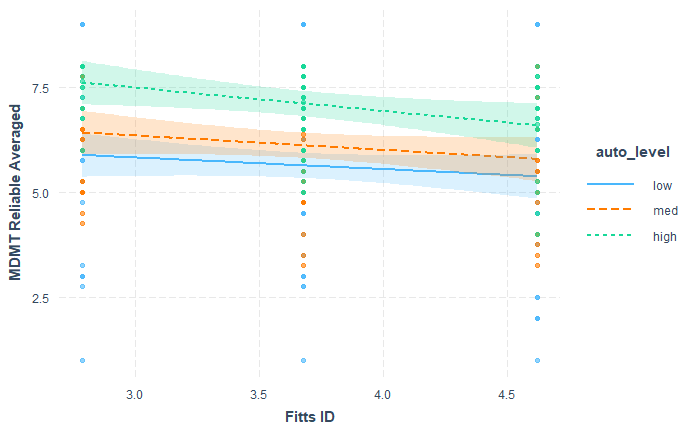 7.5
5.0
2.5
MDMT Reliable Averaged
3.0
3.5
4.0
4.5
Fitts ID
auto_level
low
med
high